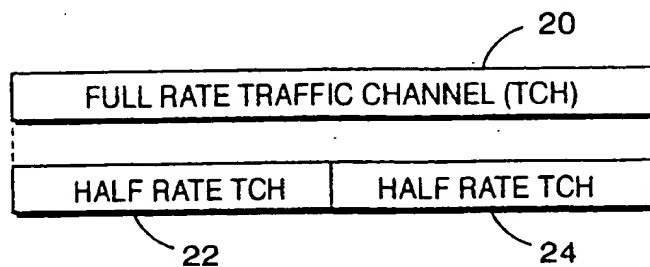 20
FULL RATE TRAFFIC CHANNEL (TCH)
HALF RATE TCH HALF RATE TCH
22 24